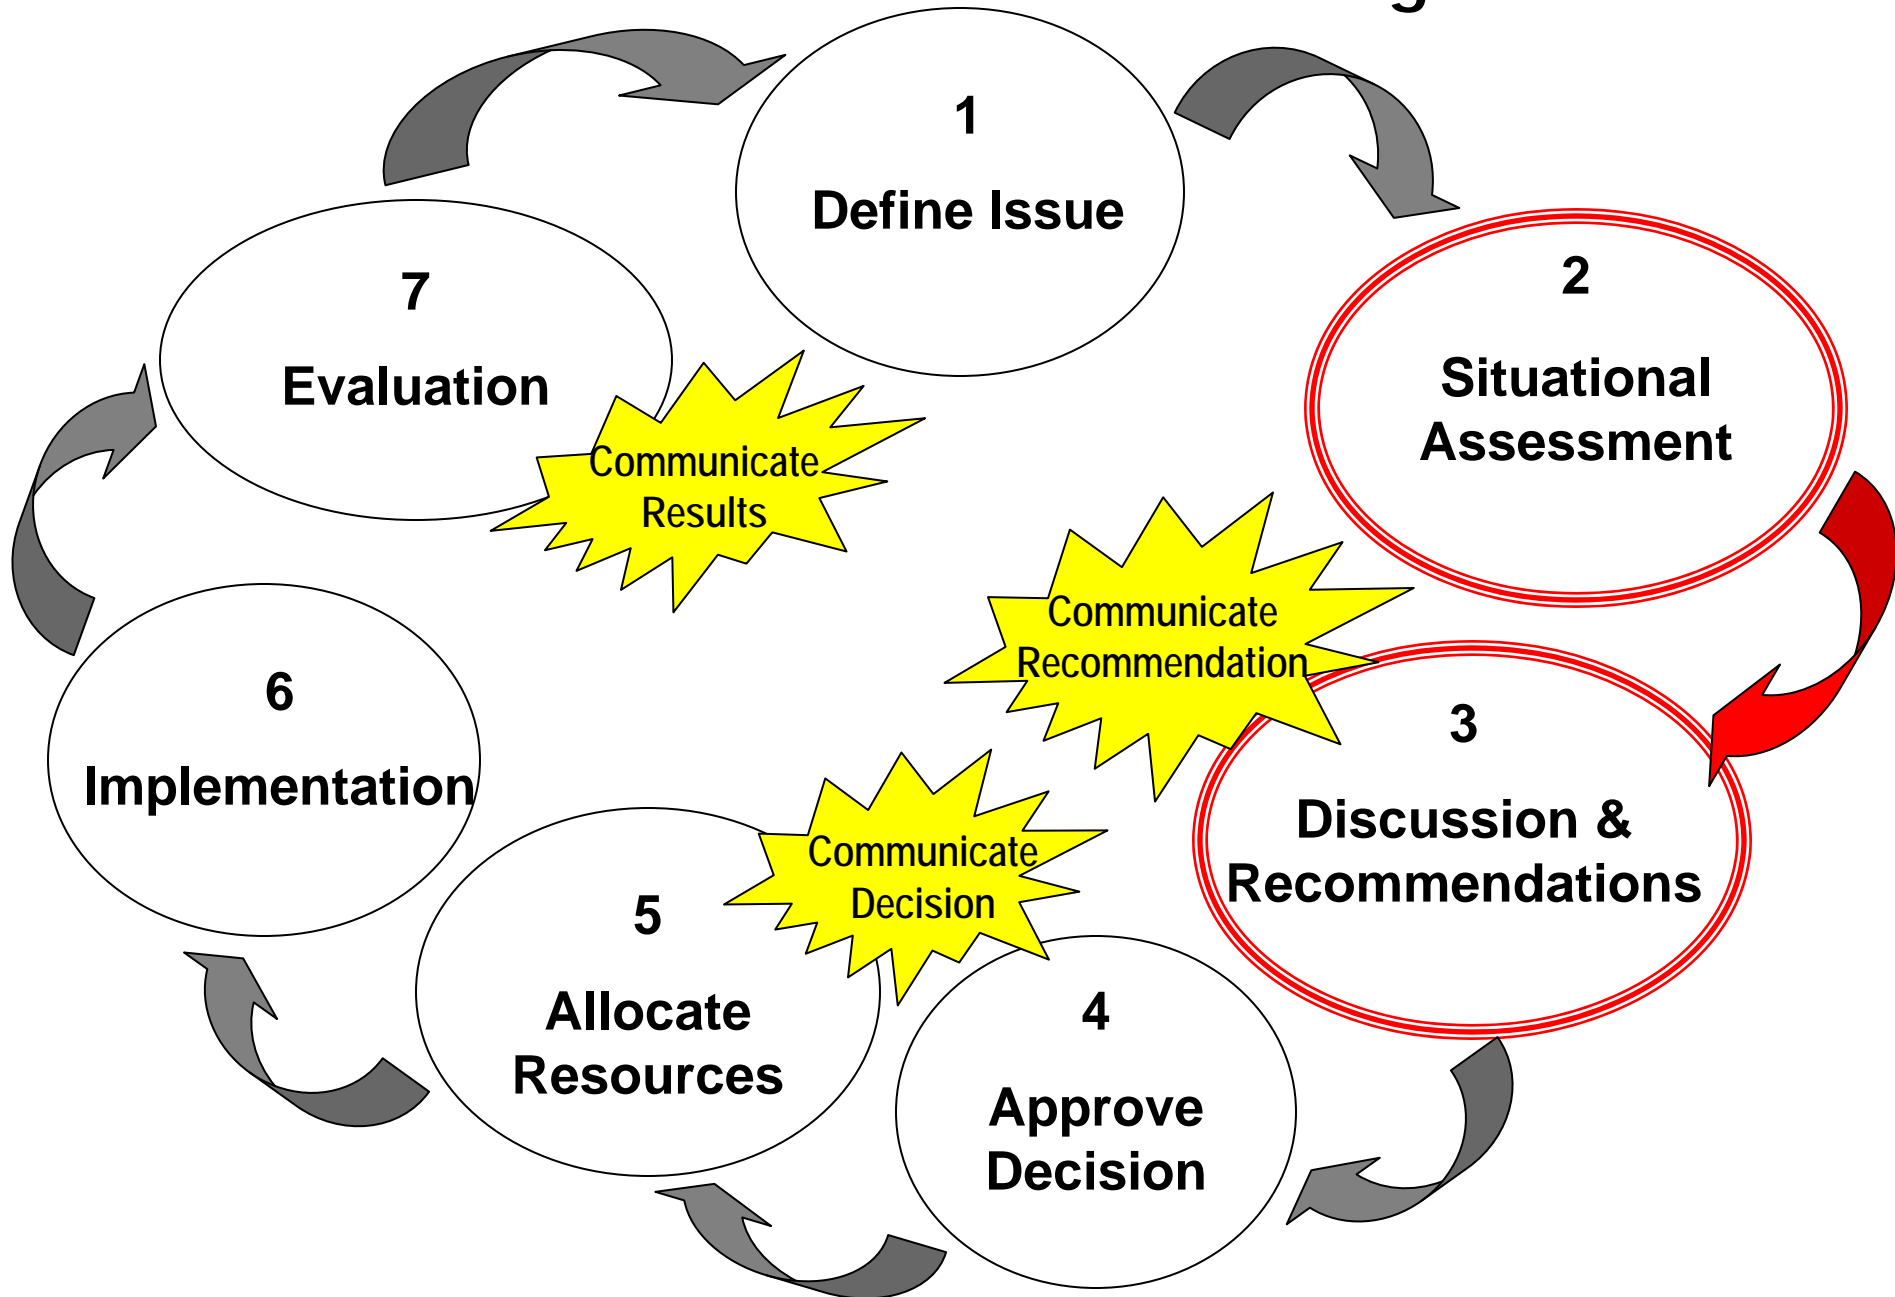 1
Define Issue
2
Situational
Assessment
3
Discussion &
Recommendations
4
Approve
Decision
5
Allocate
Resources
6
Implementation
7
Evaluation
Communicate
Results
Communicate
Recommendation
Communicate
Decision